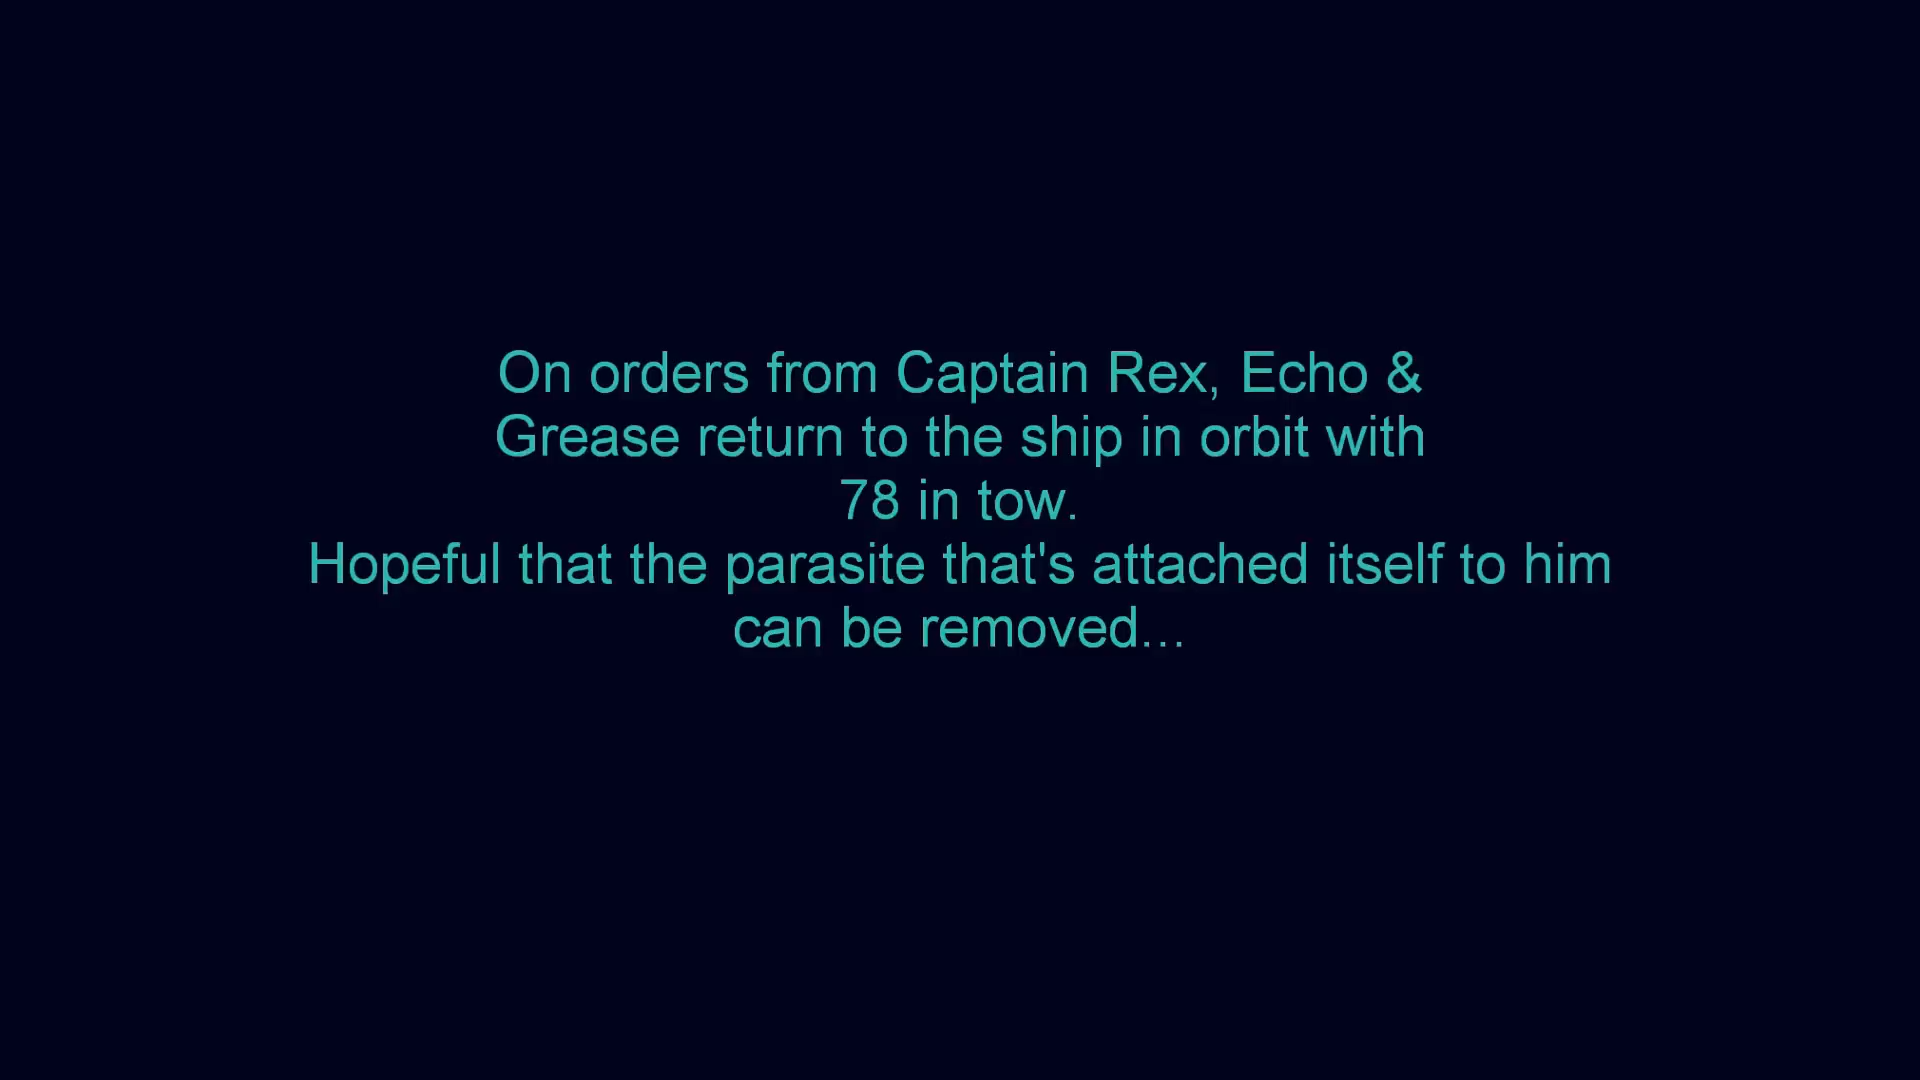 On orders from Captain Rex, Echo &
Grease return to the ship in orbit with
78 in tow.
Hopeful that the parasite that's attached itself to him
can be removed...